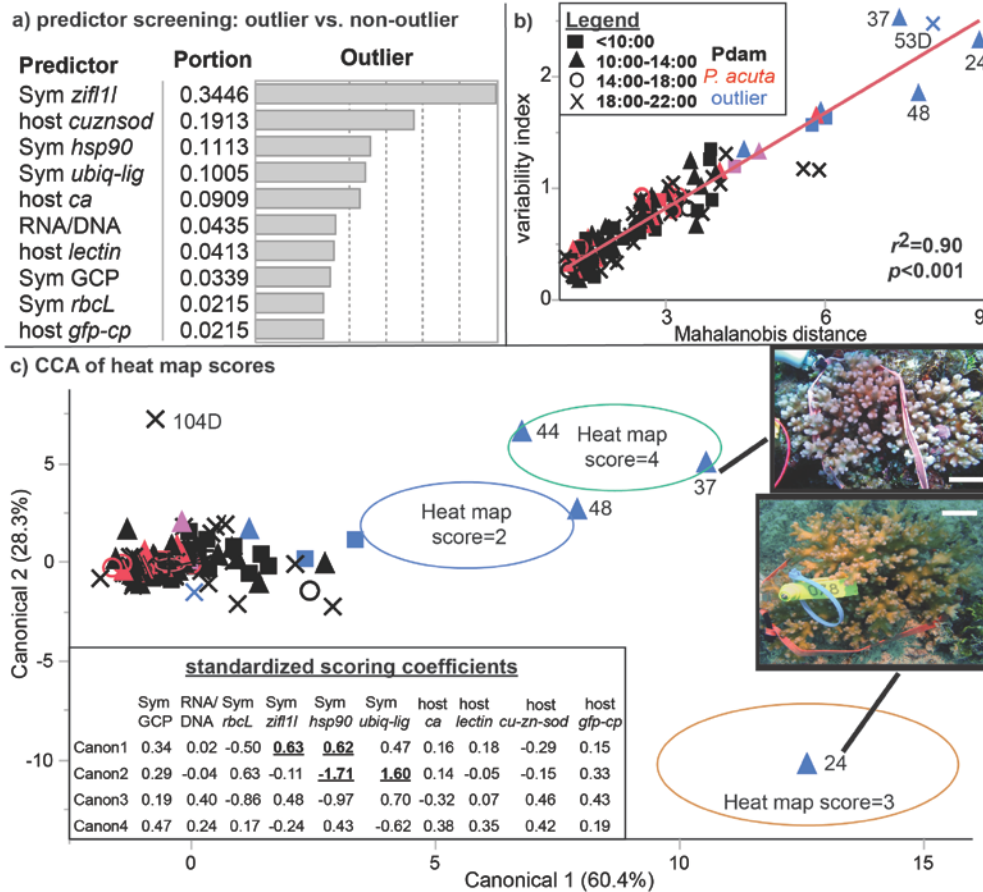 a) predictor screening: outlier vs. non-outlier
Predictor Portion Outlier
Sym zifl1l 0.3446
host cuznsod 0.1913
Sym hsp90 0.1113
Sym ubiq-lig 0.1005
host ca 0.0909
RNA/DNA 0.0435
host lectin 0.0413
Sym GCP 0.0339
Sym rbcL 0.0215
host gfp-cp 0.0215
b)
Legend
<10:00
10:00-14:00 Pdam
14:00-18:00 P. acuta
18:00-22:00 outlier
37
53D
24
48
variability index
2
1
0
r²=0.90
p<0.001
3 6 9
Mahalanobis distance
c) CCA of heat map scores
104D
44
Heat map
score=4
37
48
Heat map
score=2
24
Heat map score=3
Canonical 2 (28.3%)
5
0
-5
-10
standardized scoring coefficients
Sym RNA/ Sym Sym Sym Sym host host host host
GCP DNA rbcL zifl1l hsp90 ubiq-lig ca lectin cu-zn-sod gfp-cp
Canon1 0.34 0.02 -0.50 0.63 0.62 0.47 0.16 0.18 -0.29 0.15
Canon2 0.29 -0.04 0.63 -0.11 -1.71 1.60 0.14 -0.05 -0.15 0.33
Canon3 0.19 0.40 -0.86 0.48 -0.97 0.70 -0.32 0.07 0.46 0.43
Canon4 0.47 0.24 0.17 -0.24 0.43 -0.62 0.38 0.35 0.42 0.19
0 5 10 15
Canonical 1 (60.4%)